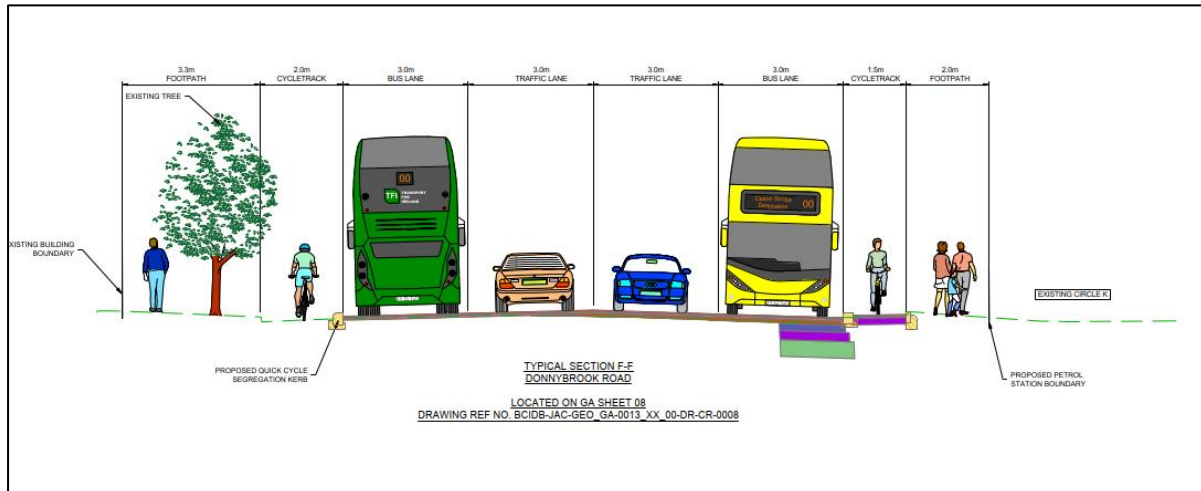 3.3m
FOOTPATH
2.0m
CYCLETRACK
3.0m
BUS LANE
3.0m
TRAFFIC LANE
3.0m
TRAFFIC LANE
3.0m
BUS LANE
1.5m
CYCLETRACK
2.0m
FOOTPATH
EXISTING TREE
00
TFI
TRANSPORT
FOR
IRELAND
00
XISTING BUILDING
BOUNDARY
EXISTING CIRCLE K
PROPOSED QUICK CYCLE
SEGREGATION KERB
PROPOSED PETROL
STATION BOUNDARY
TYPICAL SECTION F-F
DONNYBROOK ROAD
LOCATED ON GA SHEET 08
DRAWING REF NO. BCIDB-JAC-GEO_GA-0013_XX_00-DR-CR-0008